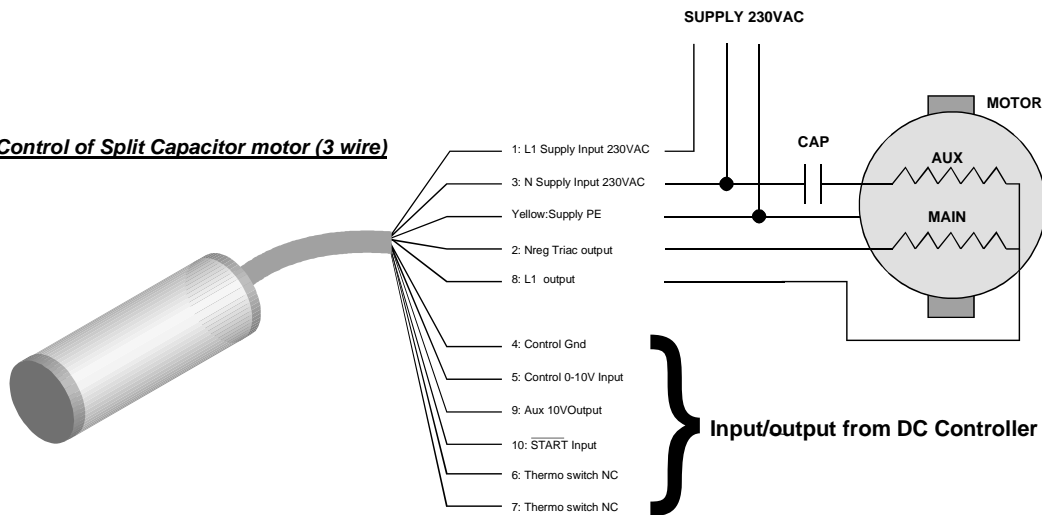 SUPPLY 230VAC
MOTOR
Control of Split Capacitor motor (3 wire)
CAP
1: L1 Supply Input 230VAC
AUX
3: N Supply Input 230VAC
Yellow:Supply PE
MAIN
2: Nreg Triac output
8: L1 output
4: Control Gnd
5: Control 0-10V Input
9: Aux 10VOutput
Input/output from DC Controller
10: START Input
6: Thermo switch NC
7: Thermo switch NC